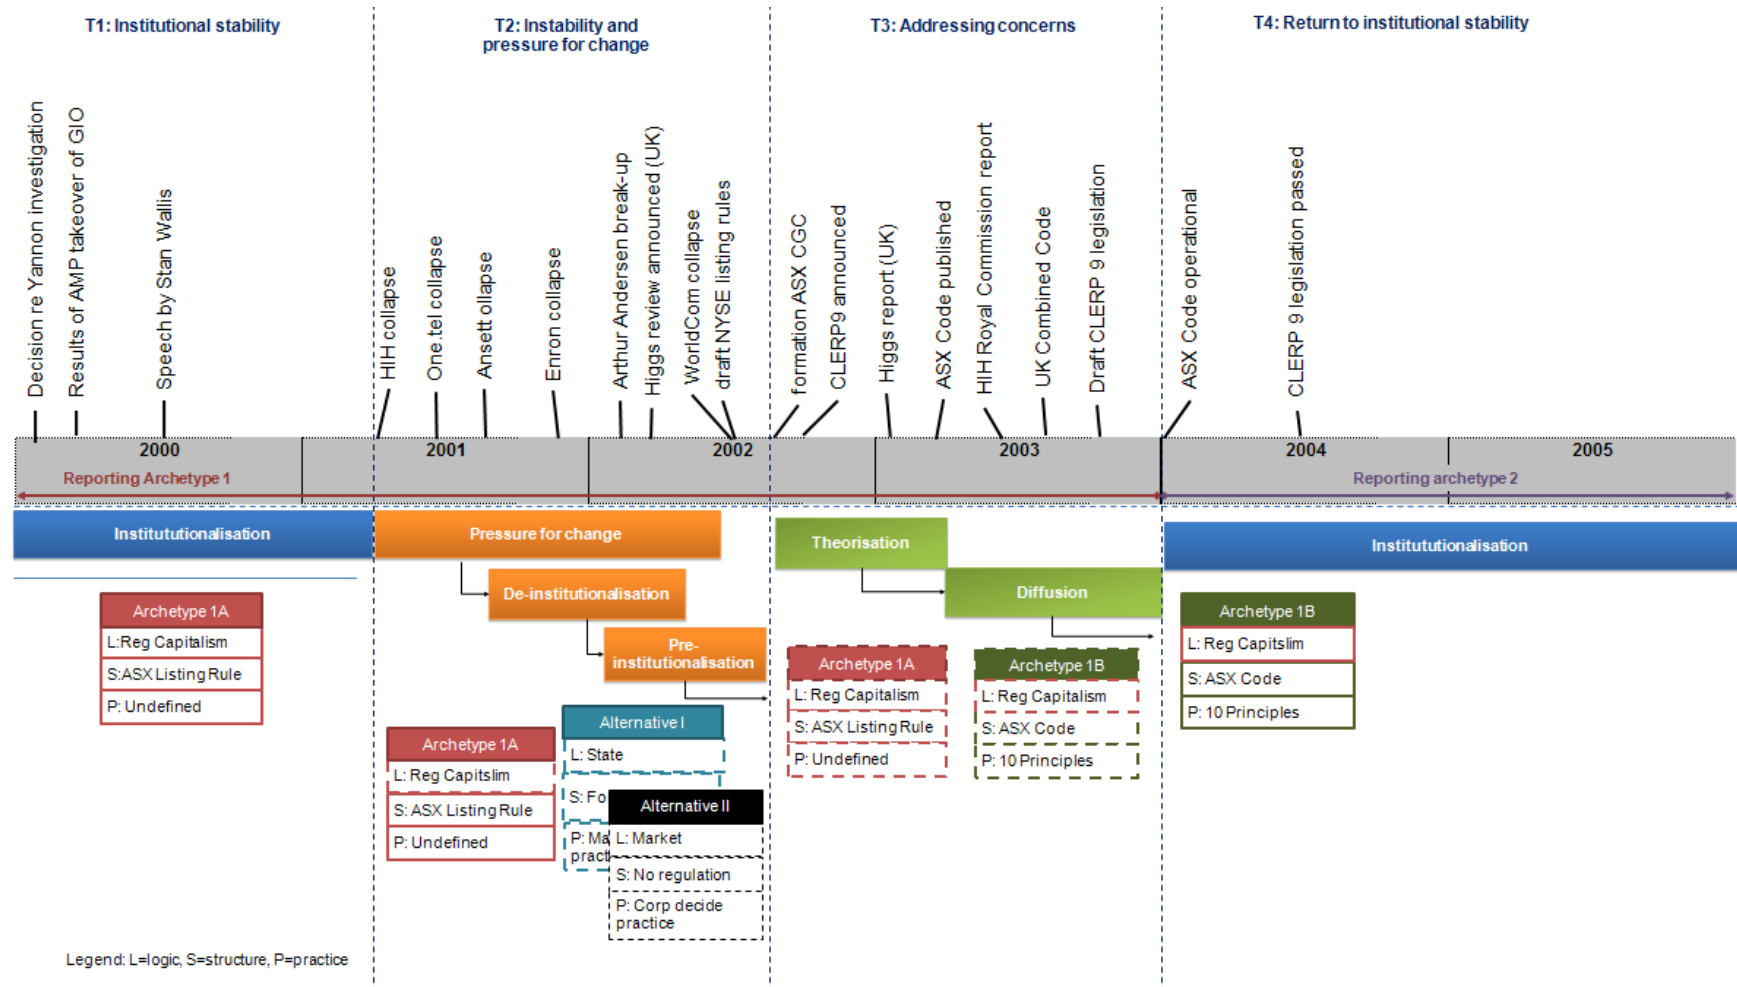 T1: Institutional stability
T2: Instability and
pressure for change
T3: Addressing concerns
T4: Return to institutional stability
Decision re Yannon investigation
Results of AMP takeover of GIO
Speech by Stan Wallis
HIH collapse
One.tel collapse
Ansett ollapse
Enron collapse
Arthur Andersen break-up
Higgs review announced (UK)
WorldCom collapse
draft NYSE listing rules
formation ASX CGC
CLERP9 announced
Higgs report (UK)
ASX Code published
HIH Royal Commission report
UK Combined Code
Draft CLERP 9 legislation
ASX Code operational
CLERP 9 legislation passed
2000
2001
2002
2003
2004
2005
Reporting Archetype 1
Reporting archetype 2
Institututionalisation
Pressure for change
De-institutionalisation
Pre-
institutionalisation
Theorisation
Diffusion
Institututionalisation
Archetype 1A
L:Reg Capitalism
S:ASX Listing Rule
P: Undefined
Archetype 1A
L: Reg Capitslim
S: ASX Listing Rule
P: Undefined
Alternative I
L: State
S: Fo
P: Ma
pract
Alternative II
L: Market
S: No regulation
P: Corp decide
practice
Archetype 1A
L: Reg Capitalism
S: ASX Listing Rule
P: Undefined
Archetype 1B
L: Reg Capitalism
S: ASX Code
P: 10 Principles
Archetype 1B
L: Reg Capitslim
S: ASX Code
P: 10 Principles
Legend: L=logic, S=structure, P=practice